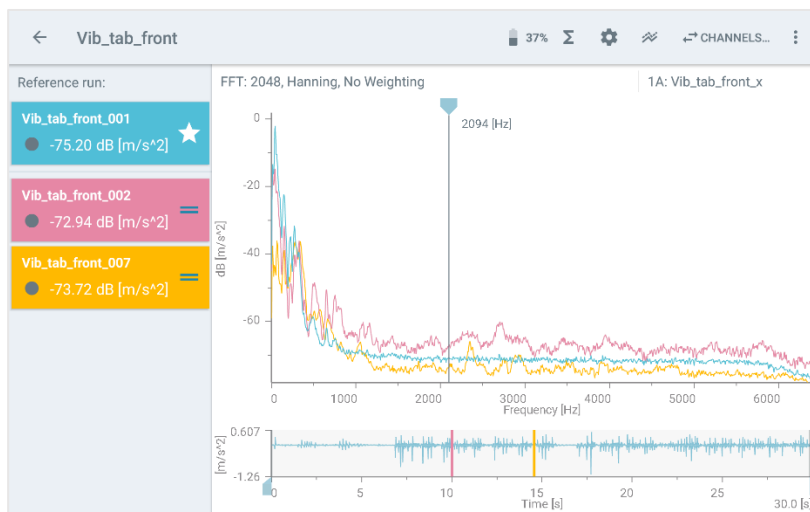 Vib_tab_front
37%
CHANNELS...
Reference run:
Vib_tab_front_001
-75.20 dB [m/s^2]
Vib_tab_front_002
-72.94 dB [m/s^2]
Vib_tab_front_007
-73.72 dB [m/s^2]
FFT: 2048, Hanning, No Weighting
1A: Vib_tab_front_x
2094 [Hz]
dB [m/s^2]
0
-20
-40
-60
0 1000 2000 3000 4000 5000 6000
Frequency [Hz]
[m/s^2]
0.607
-1.26
0 5 10 15 20 25 30.0 [s]
Time [s]